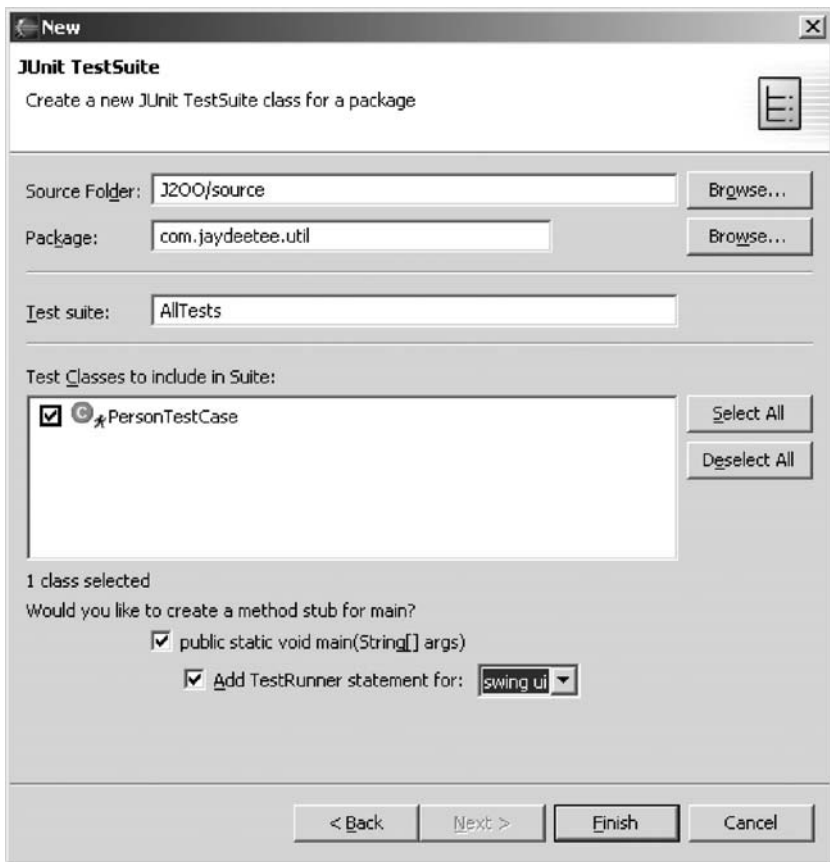 New
JUnit TestSuite
Create a new JUnit TestSuite class for a package
Source Folder: J2OO/source Browse...
Package: com.jaydeetee.util Browse...
Test suite: AllTests
Test Classes to include in Suite:
PersonTestCase Select All
Deselect All
1 class selected
Would you like to create a method stub for main?
public static void main(String[] args)
Add TestRunner statement for: swing ui
< Back Next > Finish Cancel